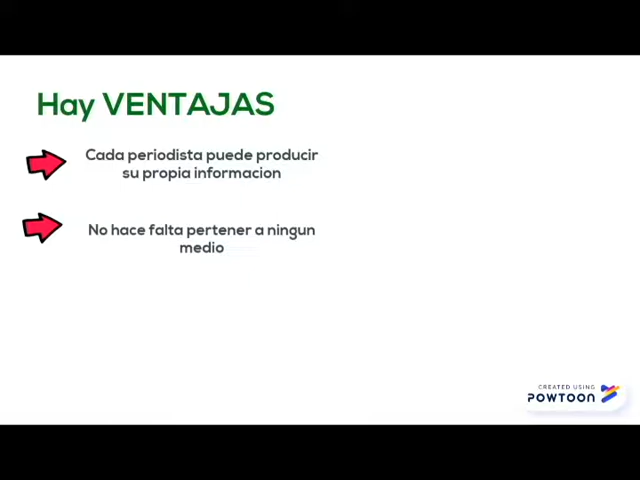 Hay VENTAJAS
Cada periodista puede producir
su propia informacion
No hace falta pertener a ningun
medio
CREATED USING
POWTOON